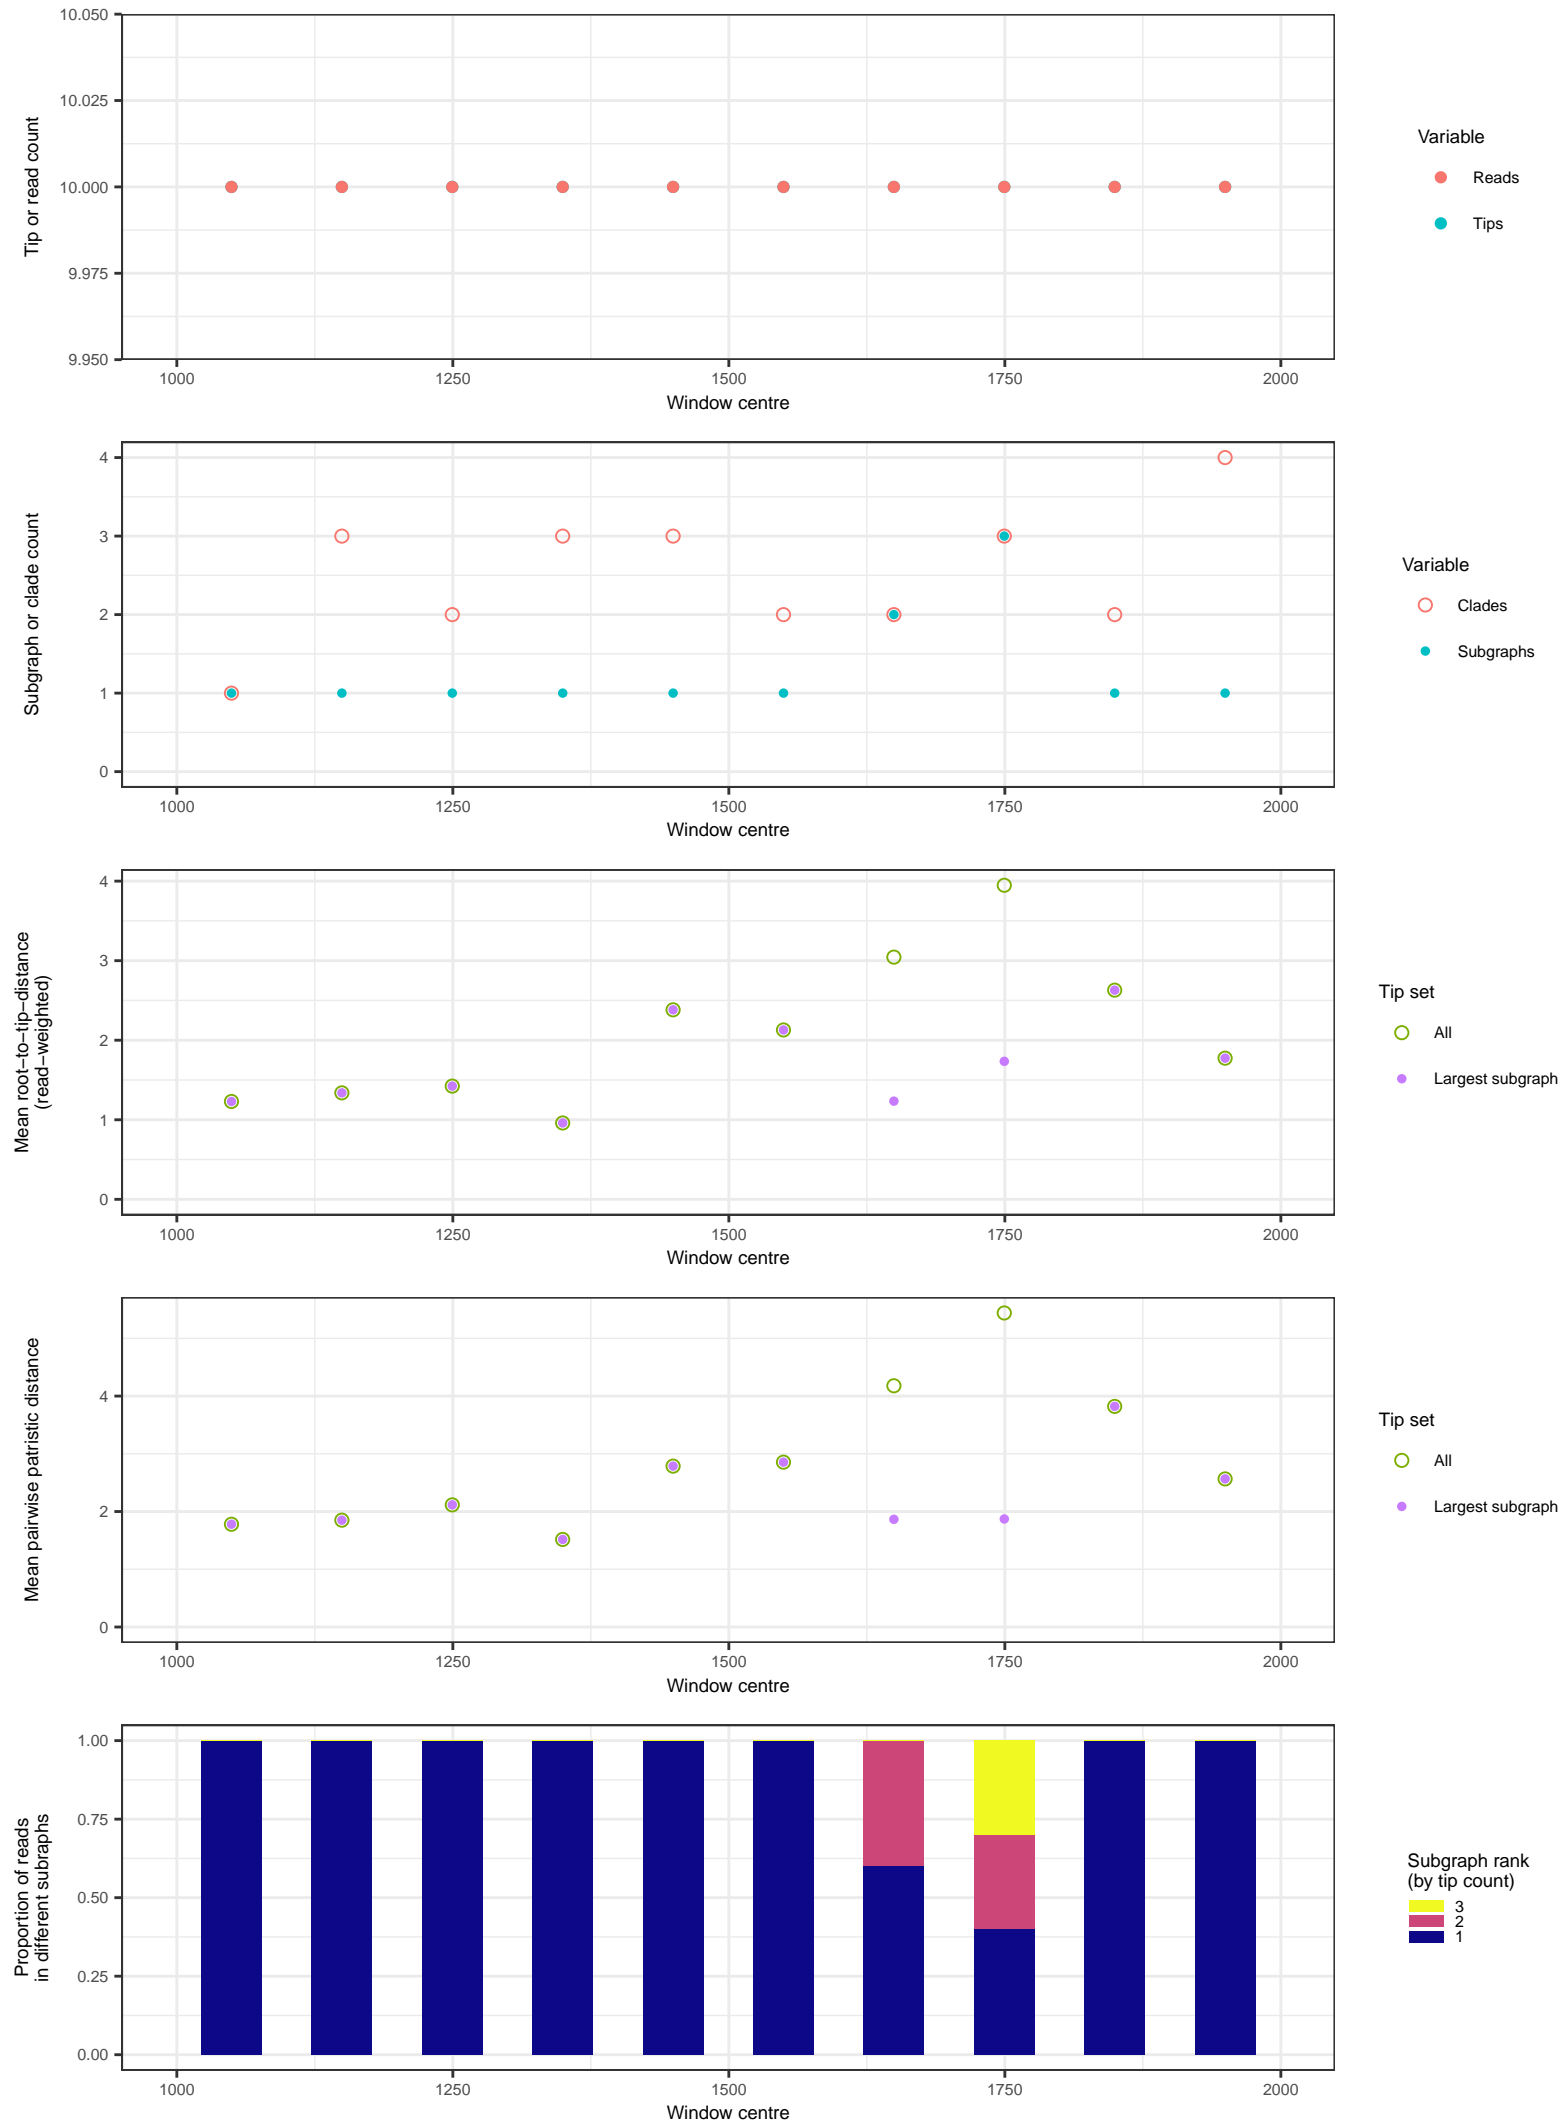 10.050
10.025
10.000
9.975
9.950
Tip or read count
1000 1250 1500 1750 2000
Window centre
Variable
Reads
Tips
4
3
2
1
0
Subgraph or clade count
1000 1250 1500 1750 2000
Window centre
Variable
Clades
Subgraphs
4
3
2
1
0
Mean root−to−tip−distance
(read−weighted)
1000 1250 1500 1750 2000
Window centre
Tip set
All
Largest subgraph
4
2
0
Mean pairwise patristic distance
1000 1250 1500 1750 2000
Window centre
Tip set
All
Largest subgraph
1.00
0.75
0.50
0.25
0.00
Proportion of reads
in different subraphs
1000 1250 1500 1750 2000
Window centre
Subgraph rank
(by tip count)
3
2
1